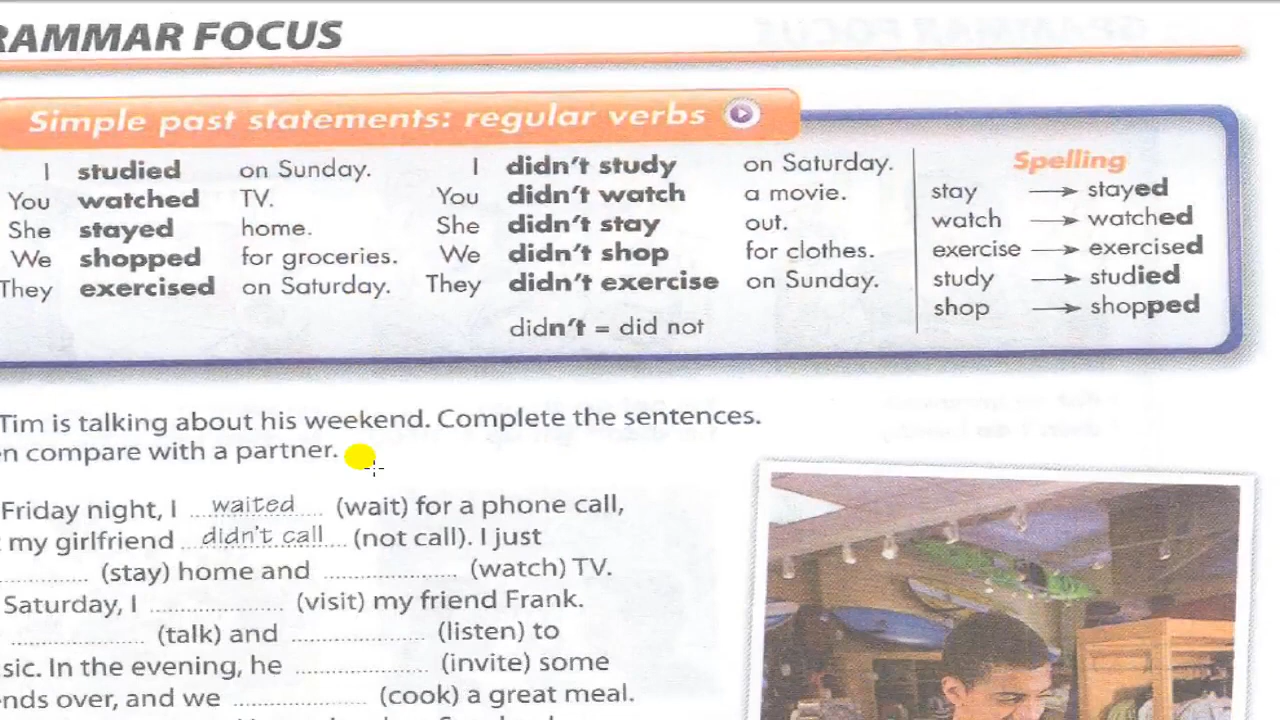 RAMMAR FOCUS
Simple past statements: regular verbs
I studied on Sunday. I didn't study on Saturday.
You watched TV. You didn't watch a movie.
She stayed home. She didn't stay out.
We shopped for groceries. We didn't shop for clothes.
They exercised on Saturday. They didn't exercise on Sunday.
didn't = did not
Spelling
stay → stayed
watch → watched
exercise → exercised
study → studied
shop → shopped
Tim is talking about his weekend. Complete the sentences.
n compare with a partner.
Friday night, I waited (wait) for a phone call,
my girlfriend didn't call (not call). I just
(stay) home and (watch) TV.
Saturday, I (visit) my friend Frank.
(talk) and (listen) to
sic. In the evening, he (invite) some
nds over, and we (cook) a great meal.